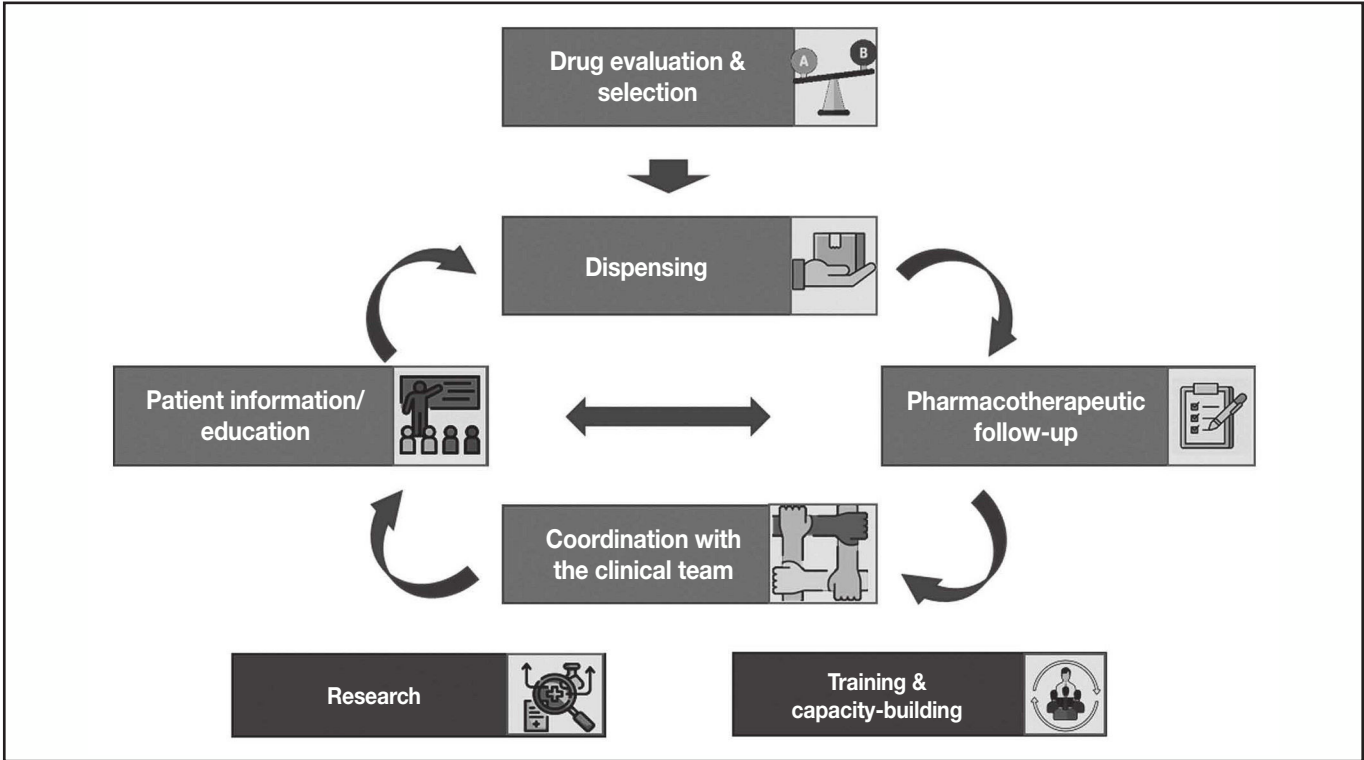 Drug evaluation &
selection
A
B
Dispensing
Patient information/
education
Pharmacotherapeutic
follow-up
Coordination with
the clinical team
Research
Training &
capacity-building